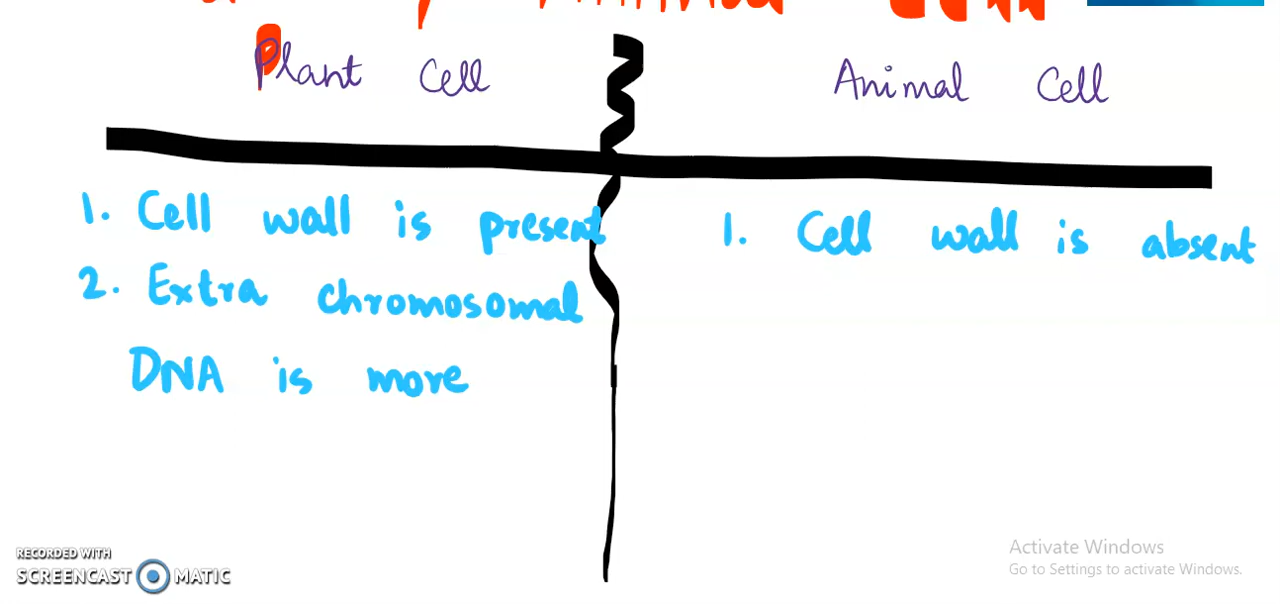 Plant Cell
Animal Cell
1. Cell wall is present
1. Cell wall is absent
2. Extra chromosomal
DNA is more
Activate Windows
Go to Settings to activate Windows.
RECORDED WITH
SCREENCAST MATIC